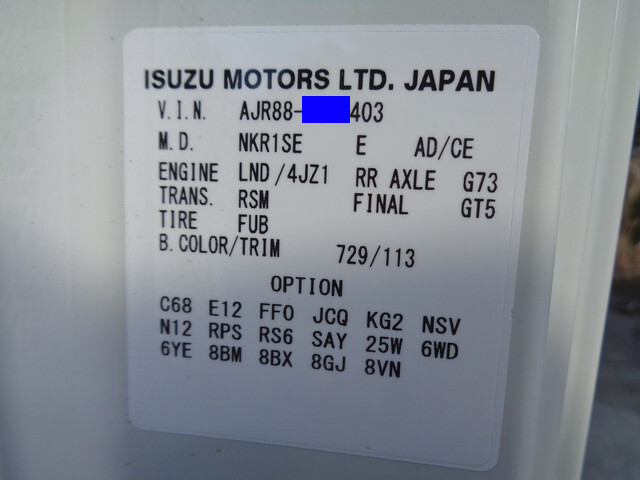 ISUZU MOTORS LTD. JAPAN
V.I.N. AJR88- 403
M.D. NKR1SE E AD/CE
ENGINE LND/4JZ1 RR AXLE G73
TRANS. RSM FINAL GT5
TIRE FUB
B.COLOR/TRIM 729/113
OPTION
C68 E12 FF0 JCQ KG2 NSV
N12 RPS RS6 SAY 25W 6WD
6YE 8BM 8BX 8GJ 8VN